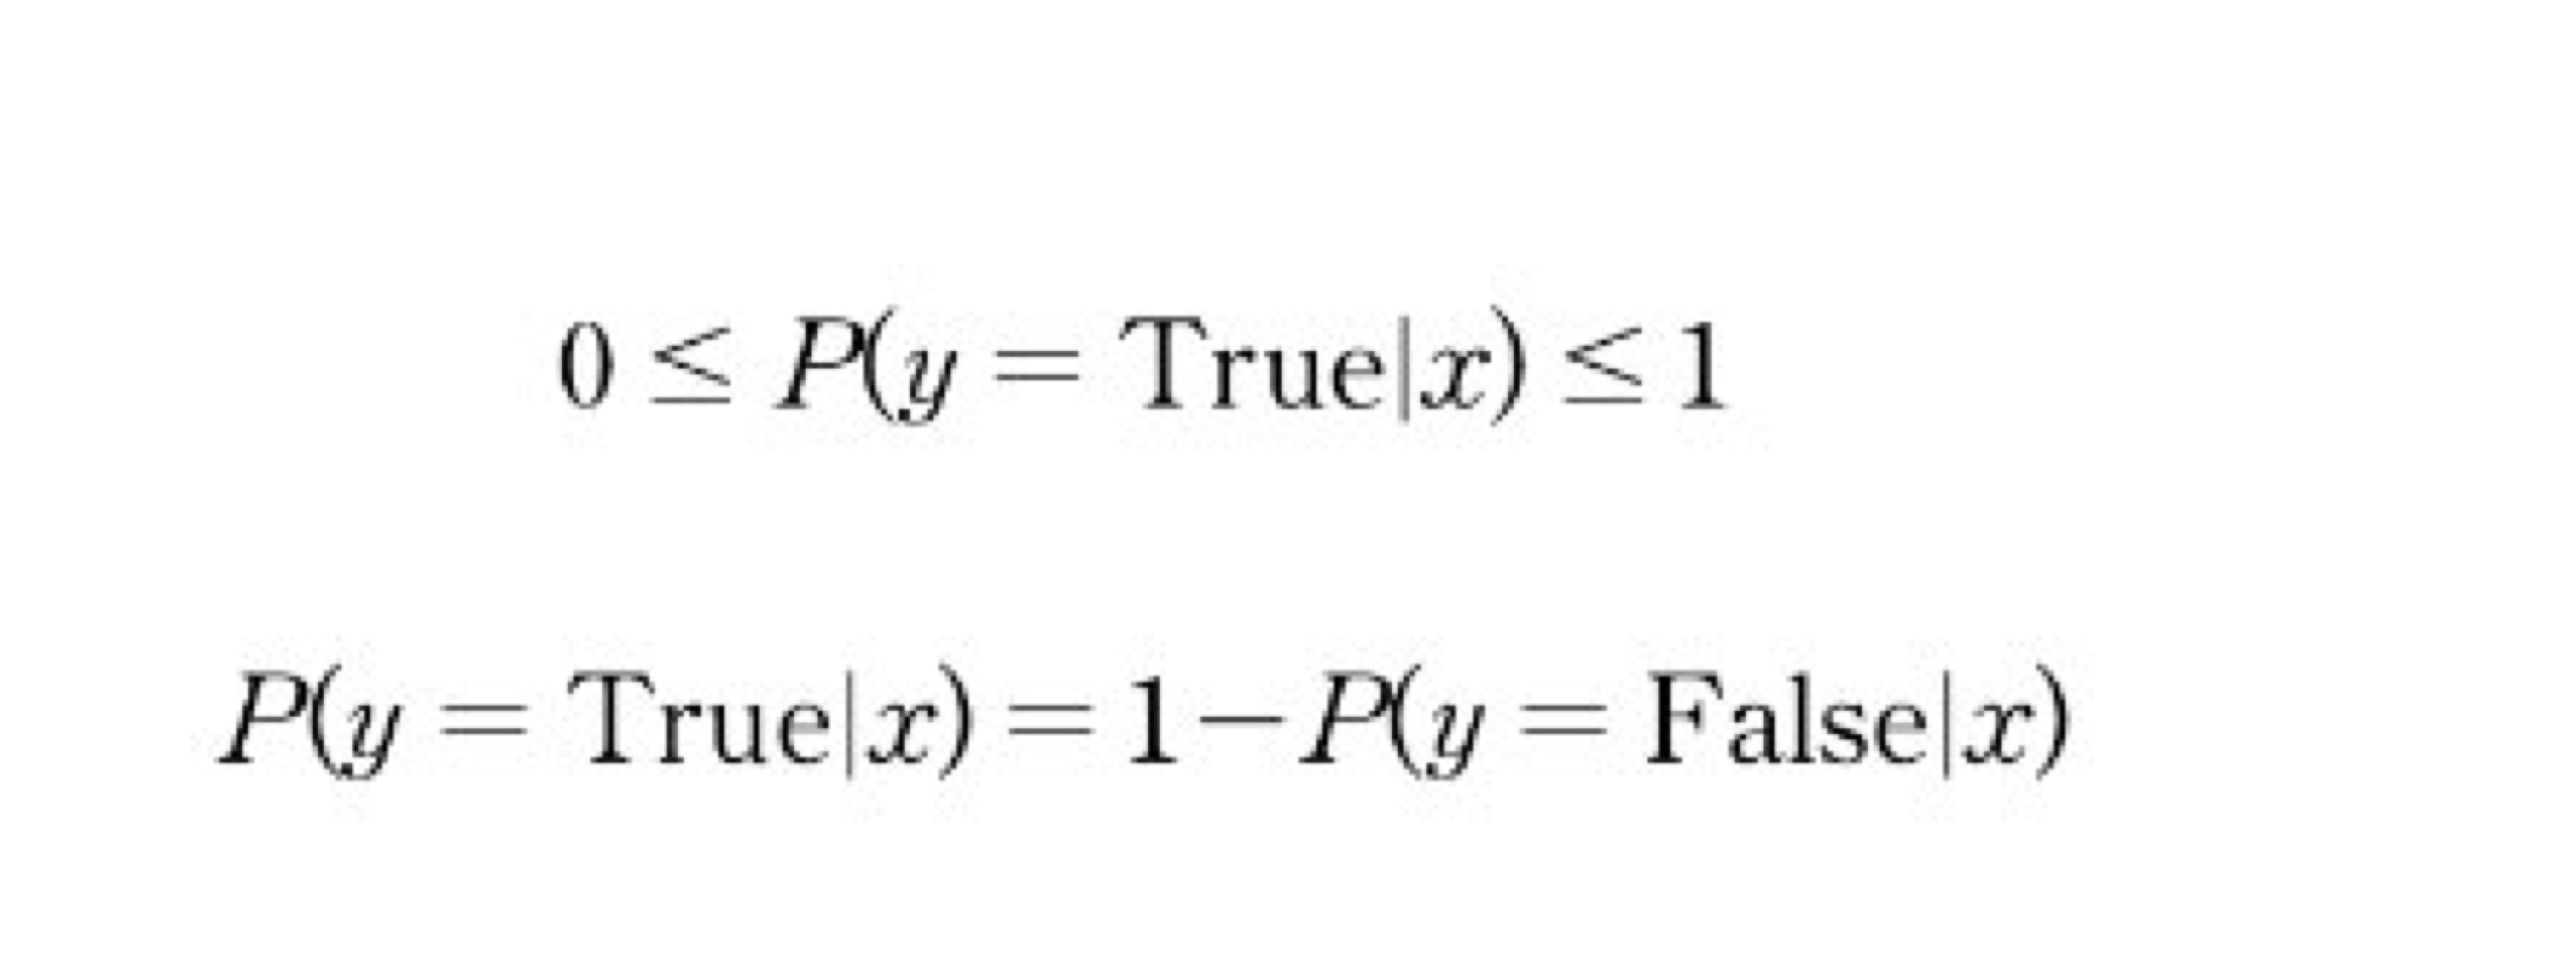 0 ≤ P(y = True|x) ≤ 1
P(y = True|x) = 1−P(y = False|x)